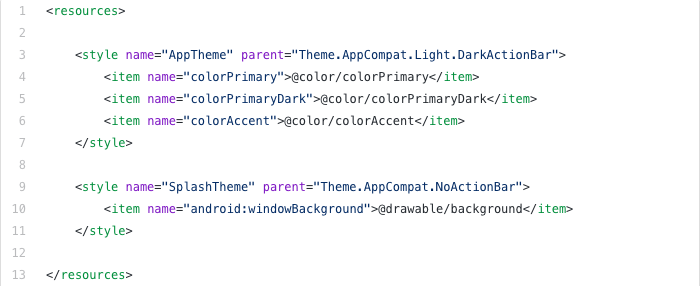 1 <resources>
2
3 <style name="AppTheme" parent="Theme.AppCompat.Light.DarkActionBar">
4 <item name="colorPrimary">@color/colorPrimary</item>
5 <item name="colorPrimaryDark">@color/colorPrimaryDark</item>
6 <item name="colorAccent">@color/colorAccent</item>
7 </style>
8
9 <style name="SplashTheme" parent="Theme.AppCompat.NoActionBar">
10 <item name="android:windowBackground">@drawable/background</item>
11 </style>
12
13 </resources>